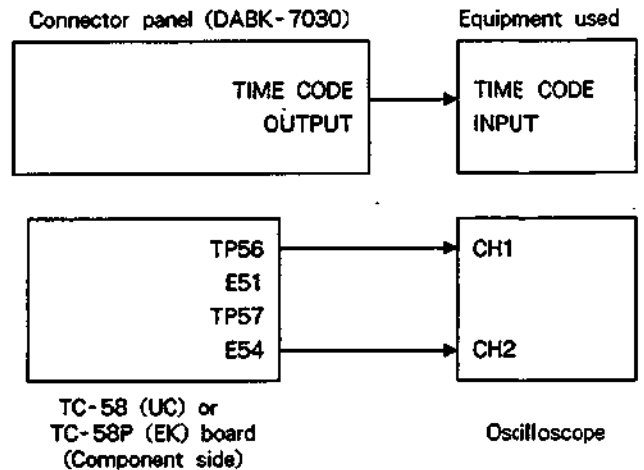 Connector panel (DABK-7030)
Equipment used
TIME CODE
OUTPUT
TIME CODE
INPUT
TP56
E51
TP57
E54
CH1
CH2
TC-58 (UC) or
TC-58P (EK) board
(Component side)
Oscilloscope